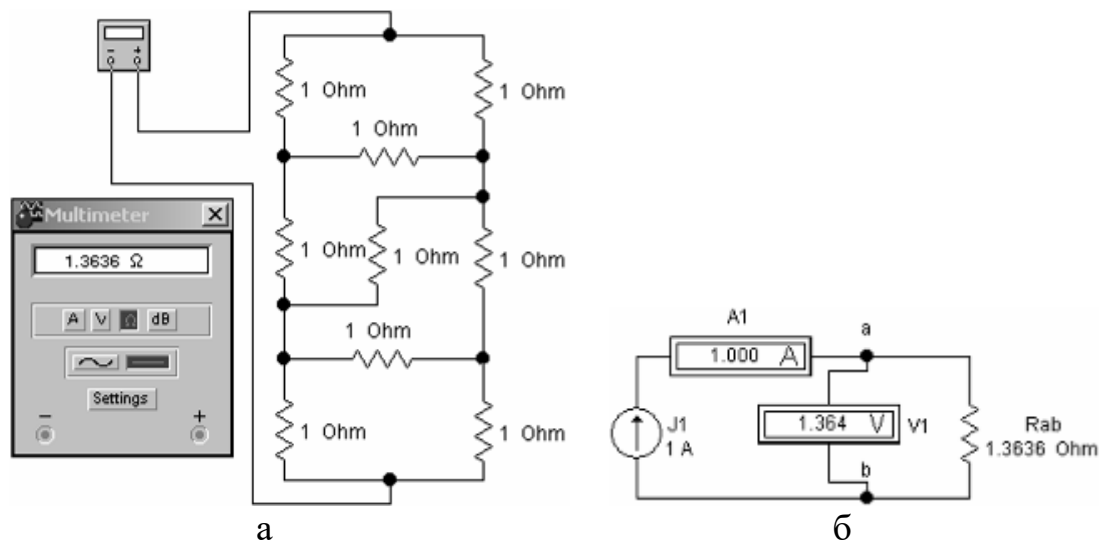 - +
1 Ohm
1 Ohm
1 Ohm
Multimeter
1.3636 Ω
A V Ω dB
Settings
- +
1 Ohm
1 Ohm
1 Ohm
1 Ohm
1 Ohm
1 Ohm
а
A1
1.000 A
a
J1
1 A
1.364 V
V1
Rab
1.3636 Ohm
b
б